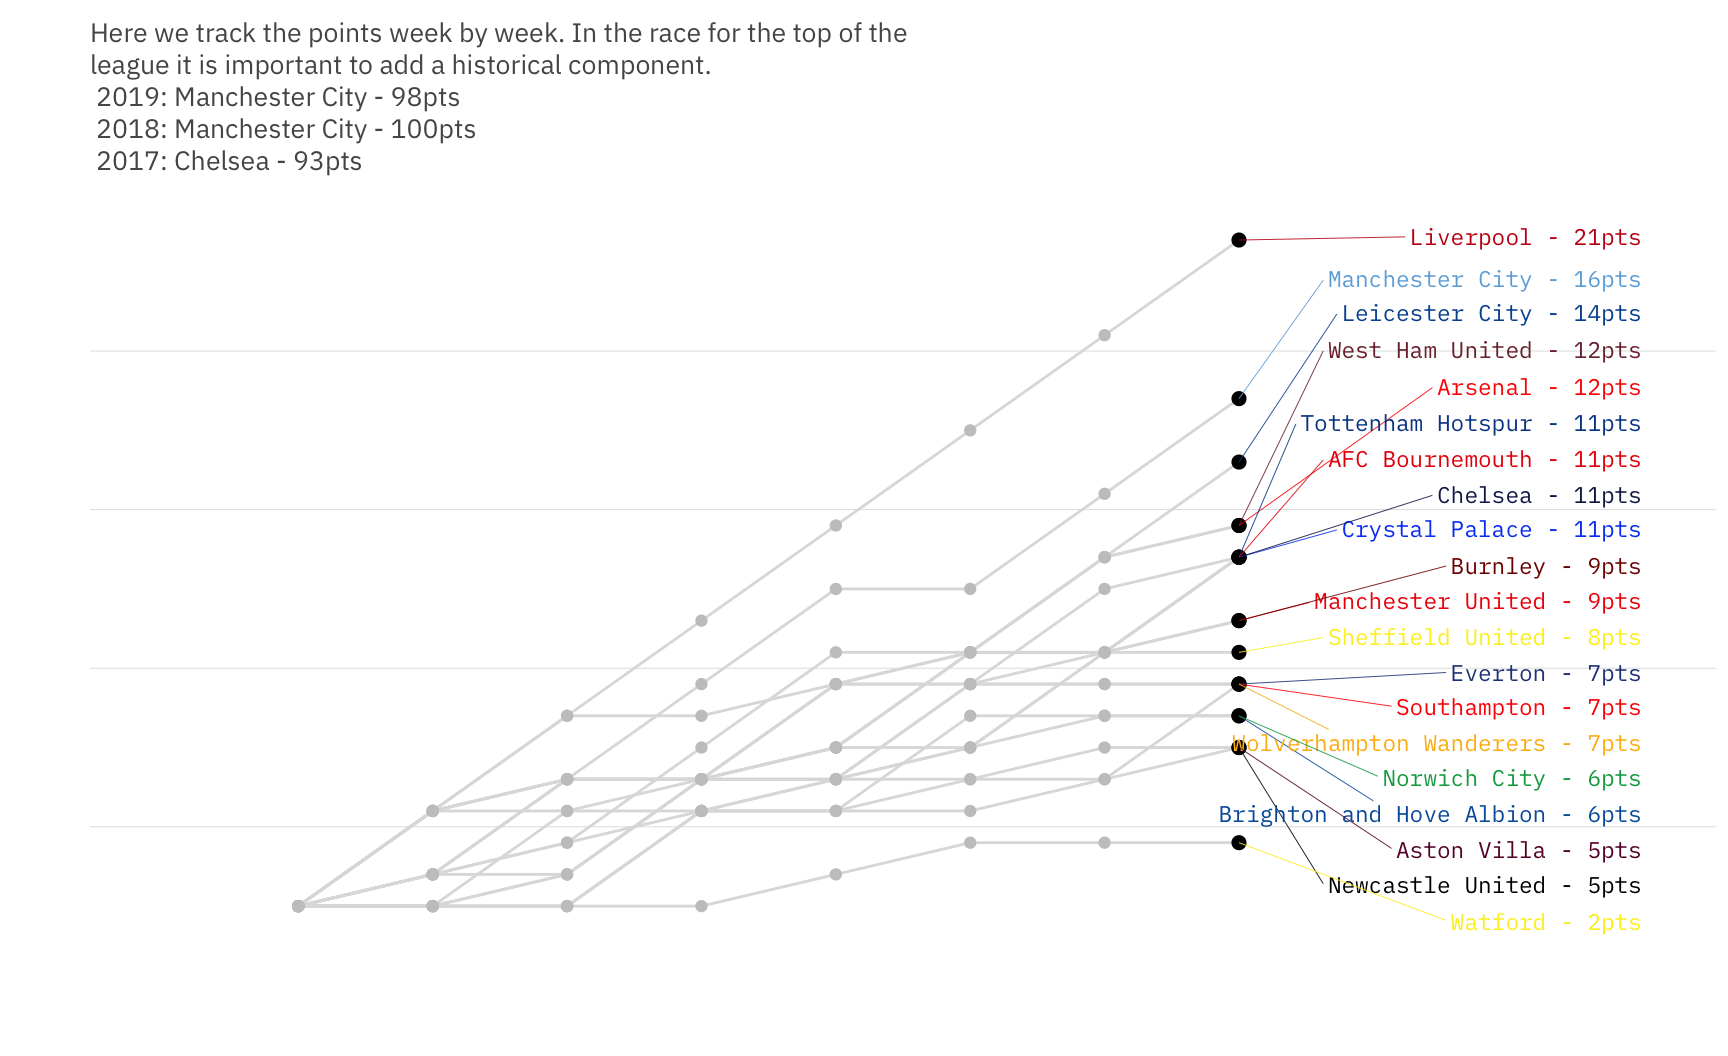 Here we track the points week by week. In the race for the top of the
league it is important to add a historical component.
2019: Manchester City - 98pts
2018: Manchester City - 100pts
2017: Chelsea - 93pts
Liverpool - 21pts
Manchester City - 16pts
Leicester City - 14pts
West Ham United - 12pts
Arsenal - 12pts
Tottenham Hotspur - 11pts
AFC Bournemouth - 11pts
Chelsea - 11pts
Crystal Palace - 11pts
Burnley - 9pts
Manchester United - 9pts
Sheffield United - 8pts
Everton - 7pts
Southampton - 7pts
Wolverhampton Wanderers - 7pts
Norwich City - 6pts
Brighton and Hove Albion - 6pts
Aston Villa - 5pts
Newcastle United - 5pts
Watford - 2pts